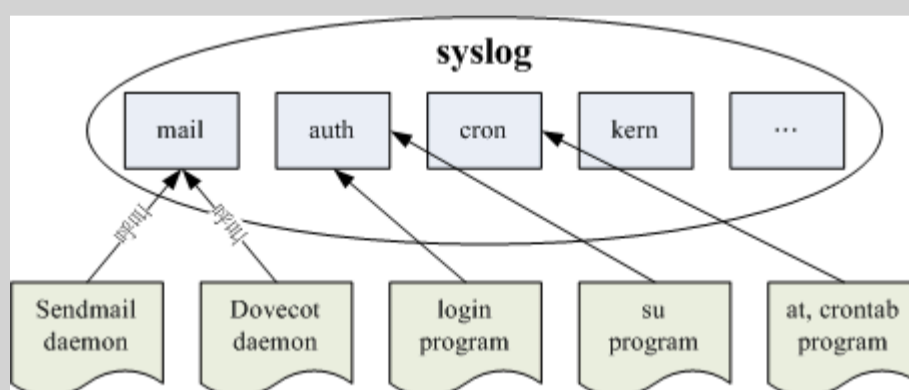 syslog
mail
auth
cron
kern
...
Sendmail
daemon
Dovecot
daemon
login
program
su
program
at, crontab
program